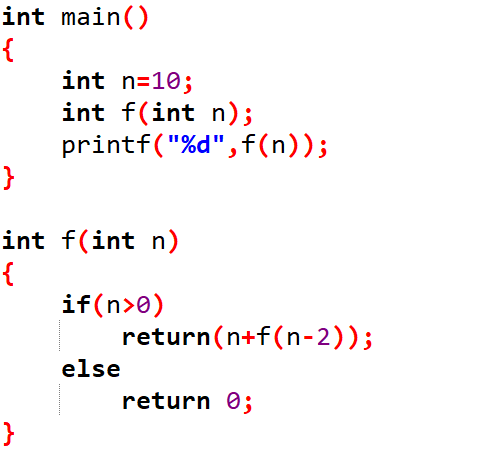 int main()
{
    int n=10;
    int f(int n);
    printf("%d",f(n));
}

int f(int n)
{
    if(n>0)
        return(n+f(n-2));
    else
        return 0;
}